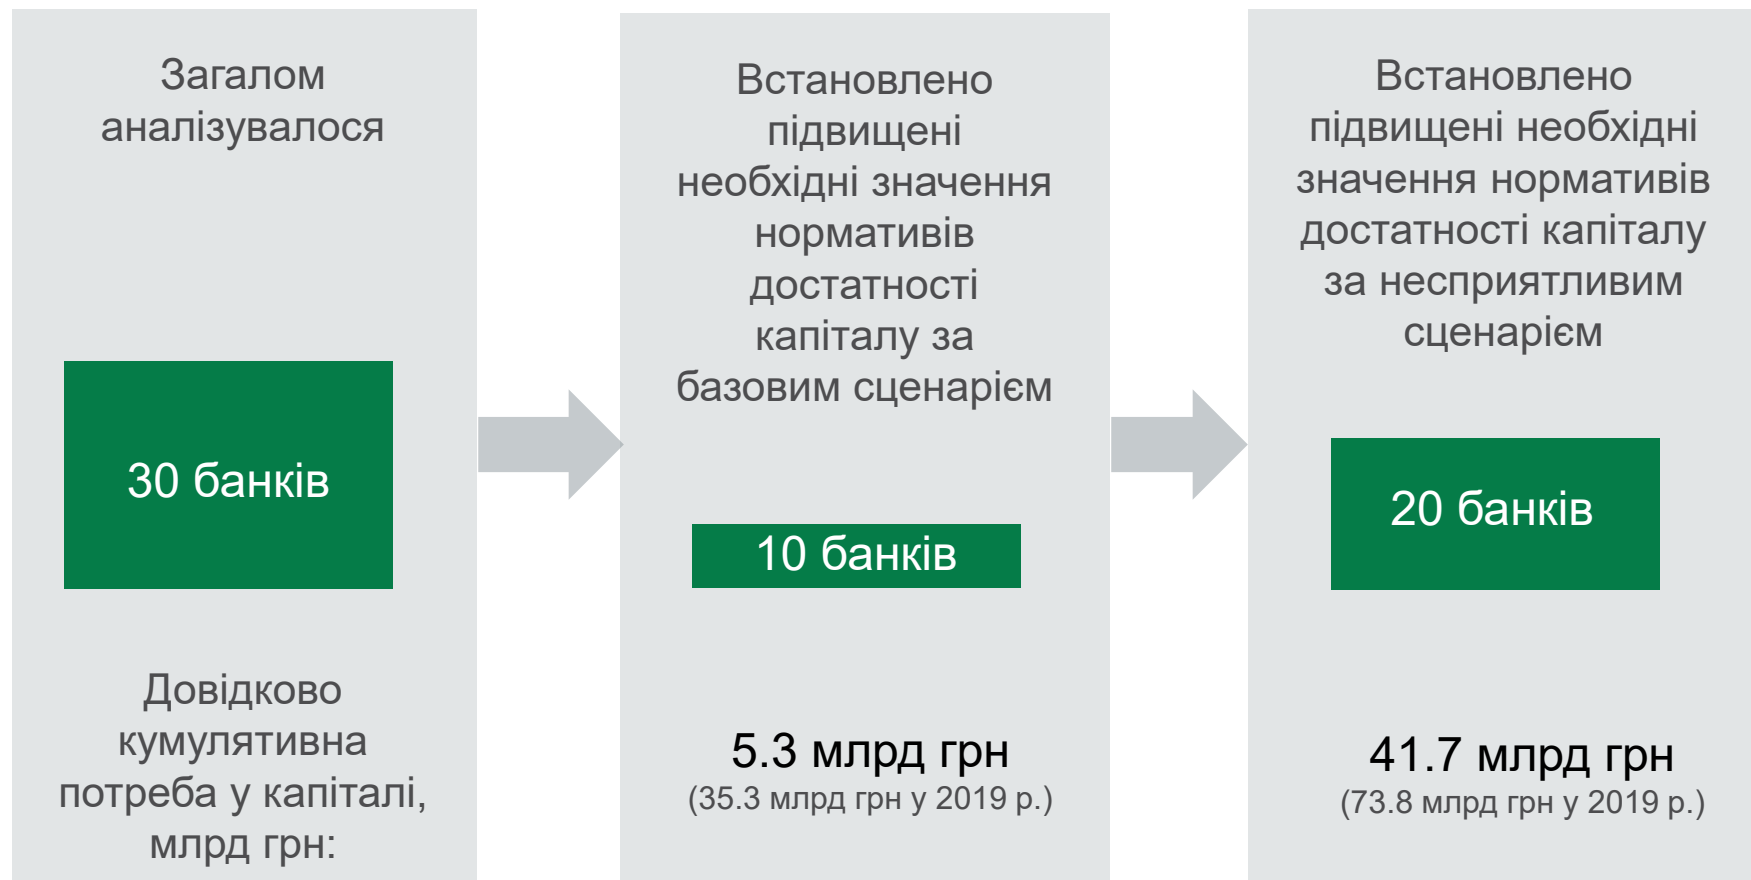 Загалом
аналізувалося
30 банків
Довідково
кумулятивна
потреба у капіталі,
млрд грн:
Встановлено
підвищені
необхідні значення
нормативів
достатності
капіталу за
базовим сценарієм
10 банків
5.3 млрд грн
(35.3 млрд грн у 2019 р.)
Встановлено
підвищені необхідні
значення нормативів
достатності капіталу
за несприятливим
сценарієм
20 банків
41.7 млрд грн
(73.8 млрд грн у 2019 р.)